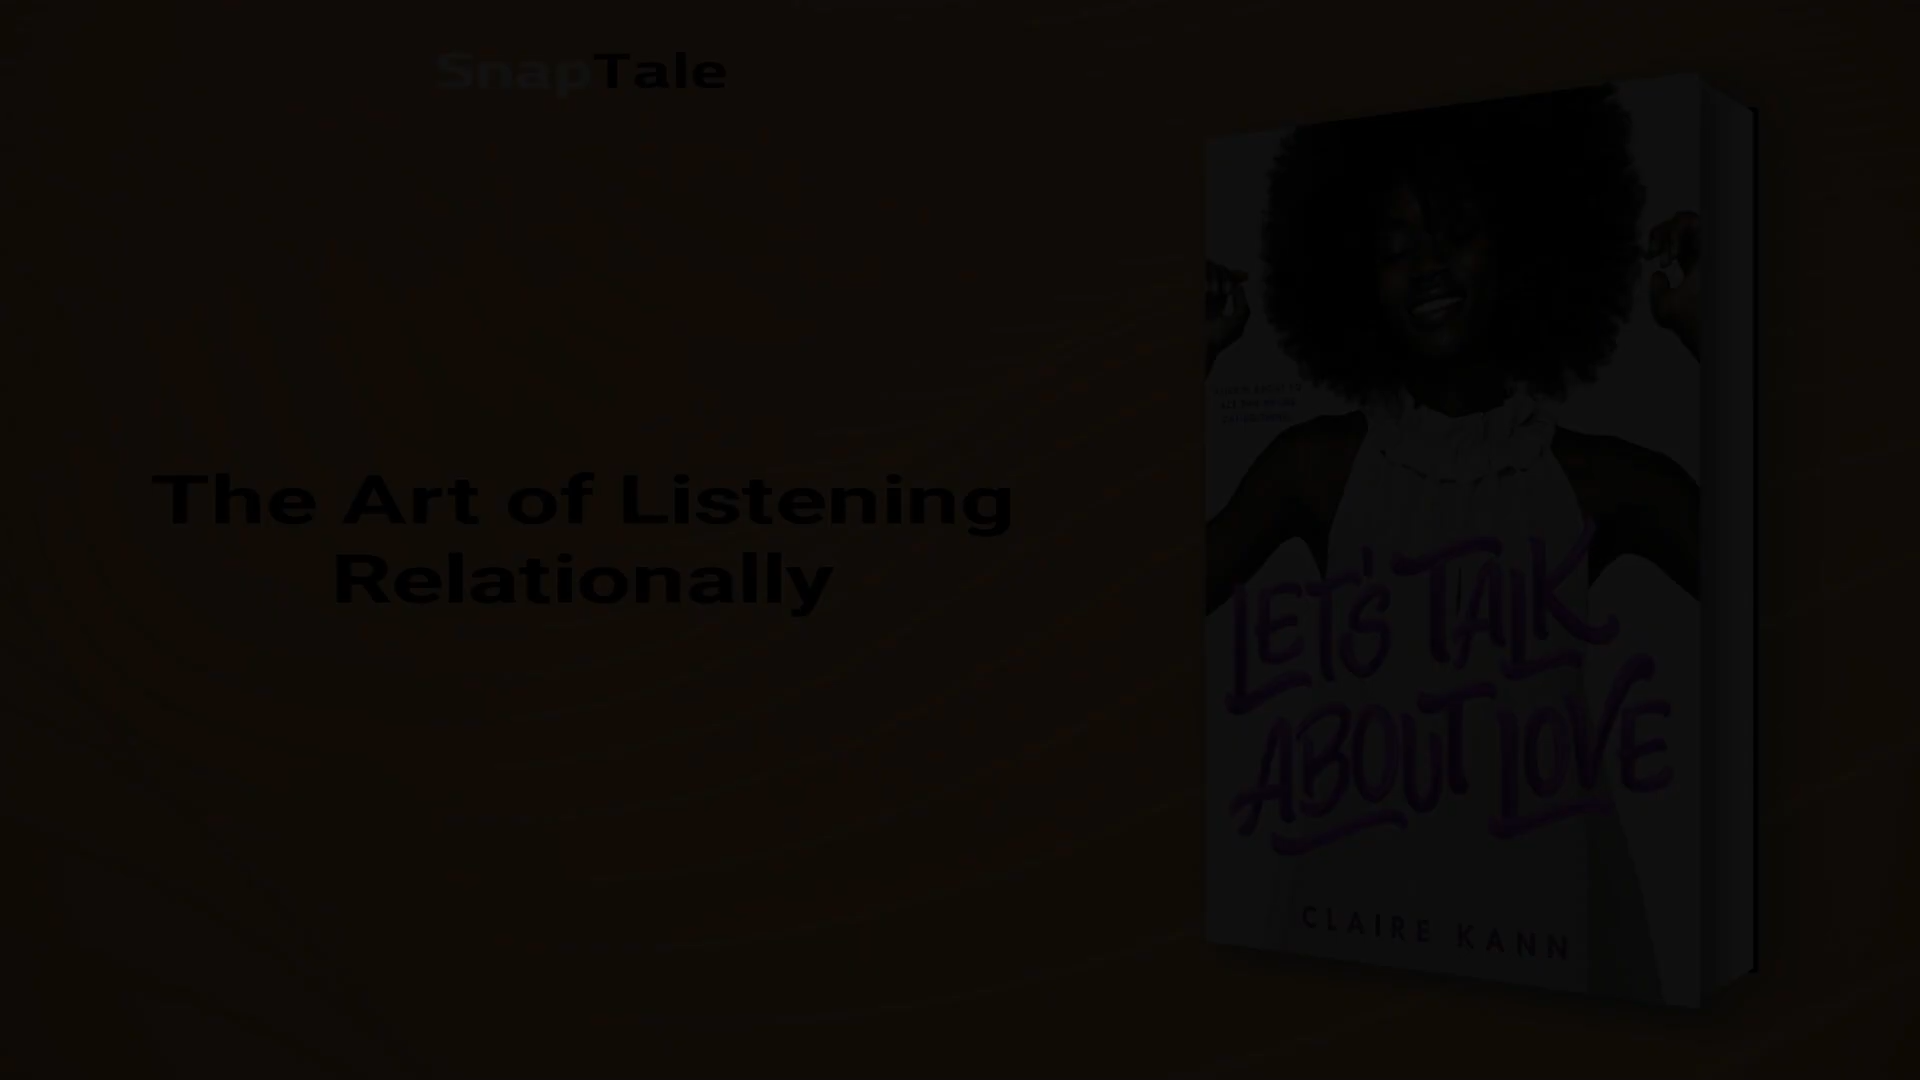 SnapTale
The Art of Listening
Relationally
LET'S TALK
ABOUT LOVE
CLAIRE KANN